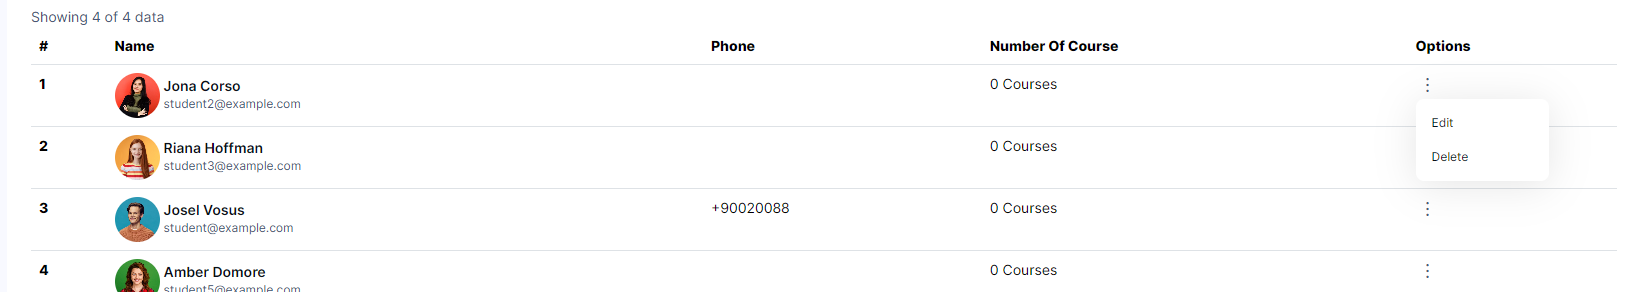 Showing 4 of 4 data
# Name Phone Number Of Course Options
1 Jona Corso 0 Courses
student2@example.com
Edit
2 Riana Hoffman 0 Courses
Delete
student3@example.com
3 Josel Vosus +90020088 0 Courses
student@example.com
4 Amber Domore 0 Courses
student5@example.com